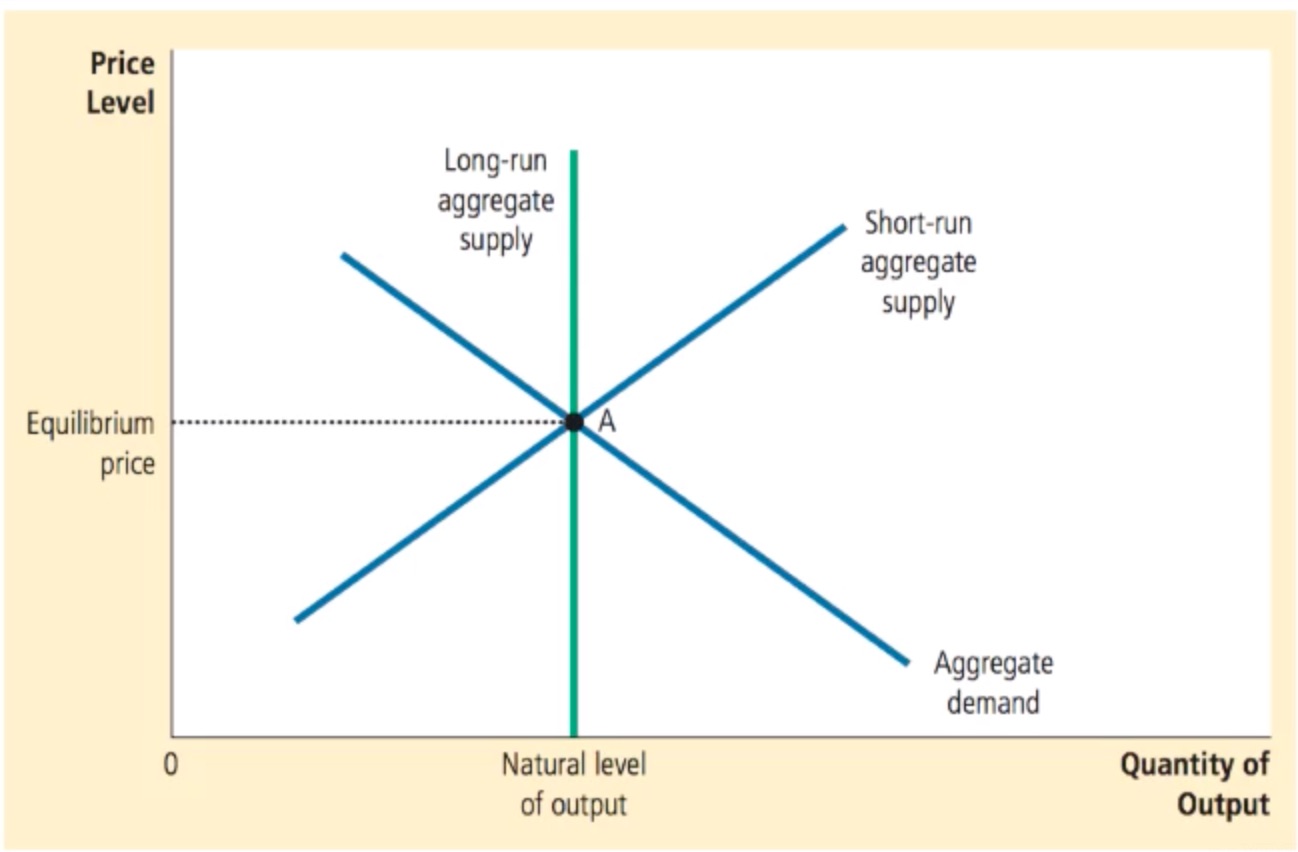 Price
Level
Long-run
aggregate
supply
Short-run
aggregate
supply
Equilibrium
price
A
Aggregate
demand
0
Natural level
of output
Quantity of
Output